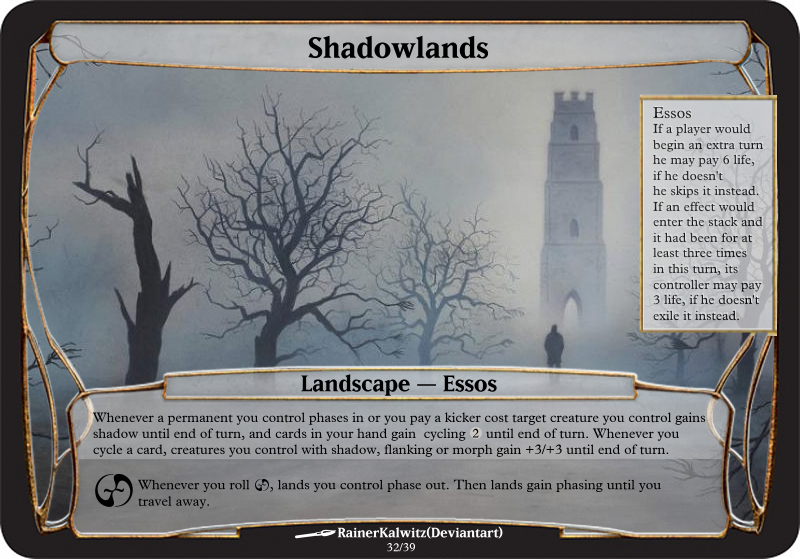 Shadowlands
Essos
If a player would
begin an extra turn
he may pay 6 life,
if he doesn't
he skips it instead.
If an effect would
enter the stack and
it had been for at
least three times
in this turn, its
controller may pay
3 life, if he doesn't
exile it instead.
Landscape — Essos
Whenever a permanent you control phases in or you pay a kicker cost target creature you control gains
shadow until end of turn, and cards in your hand gain cycling 2 until end of turn. Whenever you
cycle a card, creatures you control with shadow, flanking or morph gain +3/+3 until end of turn.
Whenever you roll , lands you control phase out. Then lands gain phasing until you
travel away.
RainerKalwitz(Deviantart)
32/39